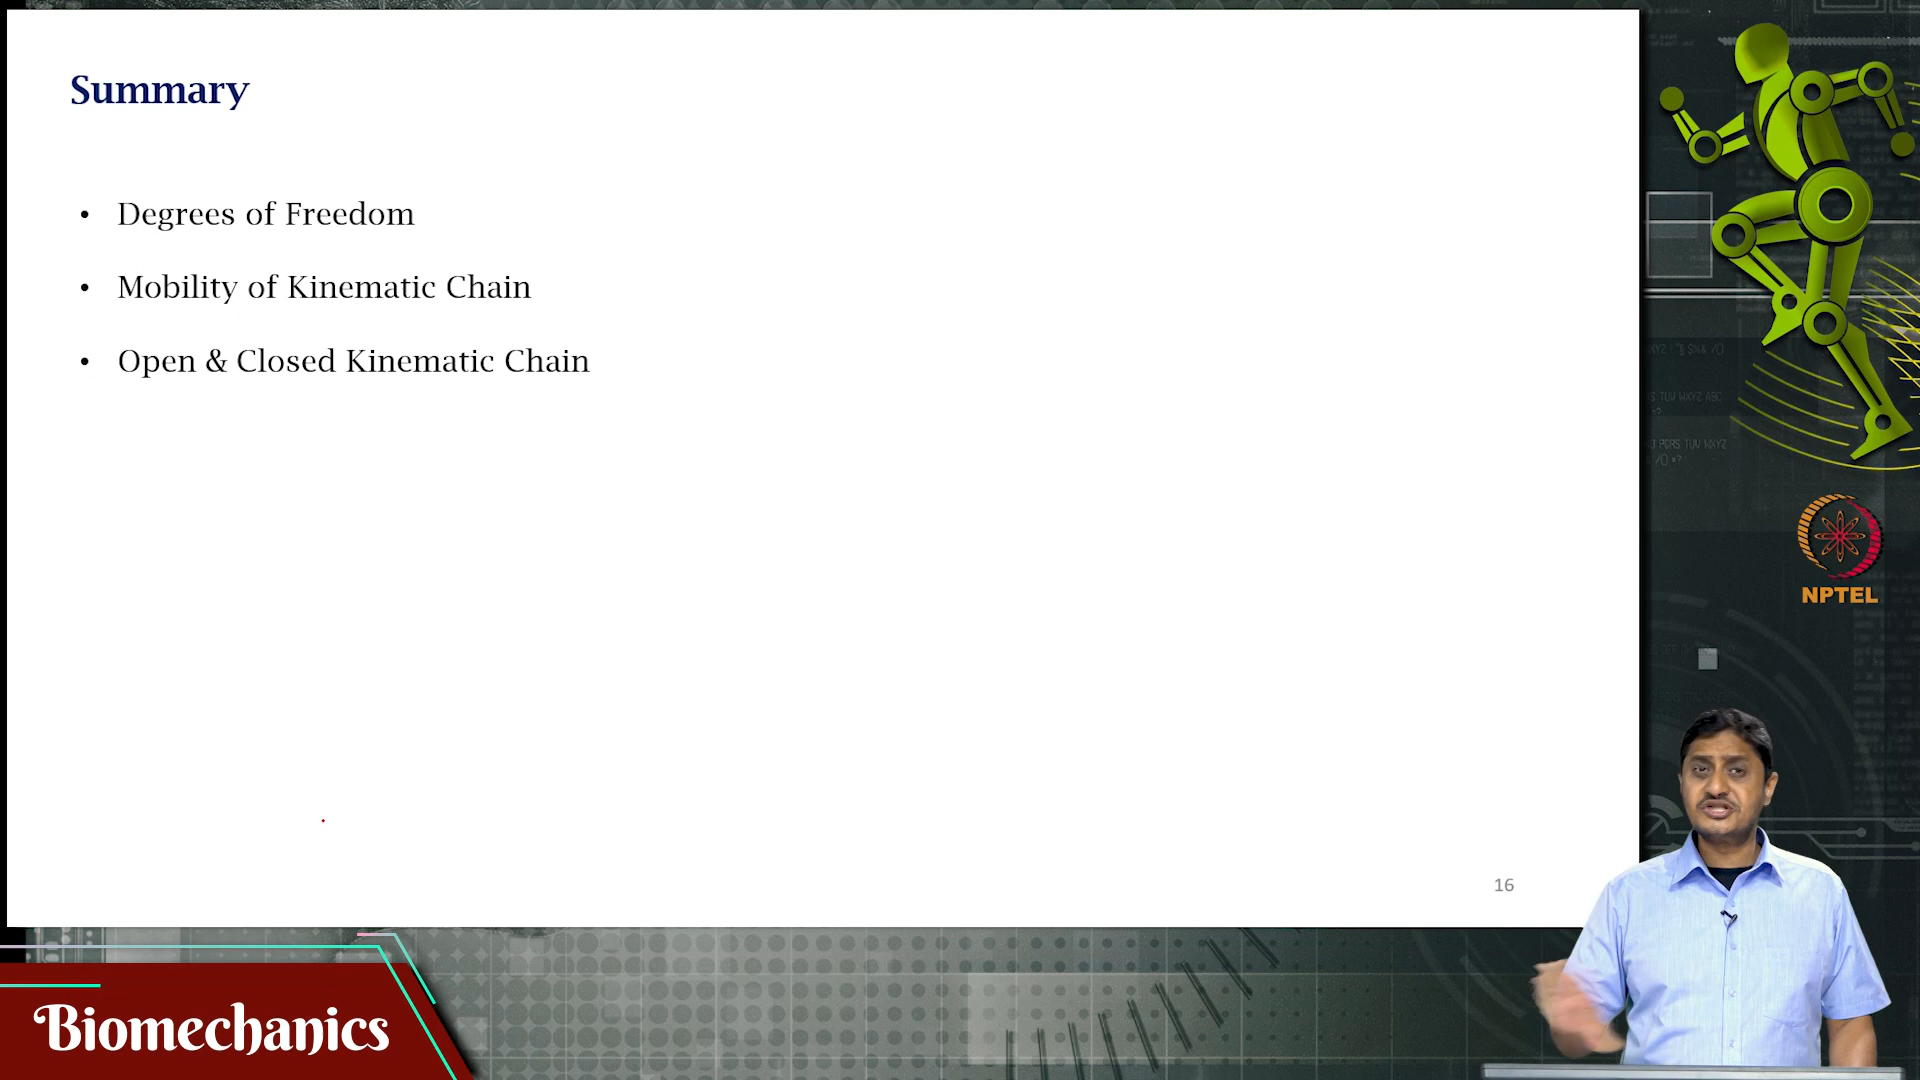 Summary
• Degrees of Freedom
• Mobility of Kinematic Chain
• Open & Closed Kinematic Chain
16
NPTEL
Biomechanics